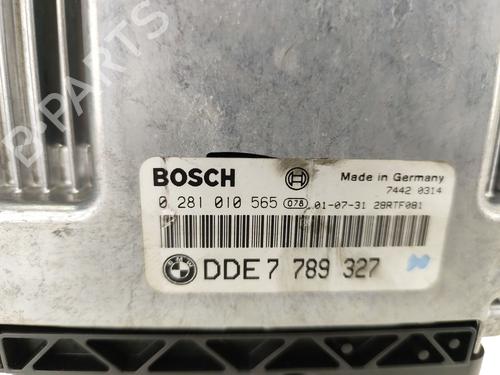 B-PARTS
BOSCH
Made in Germany
7442 0314
0 281 010 565 078 01-07-31 28RTF081
BMW
DDE 7 789 327